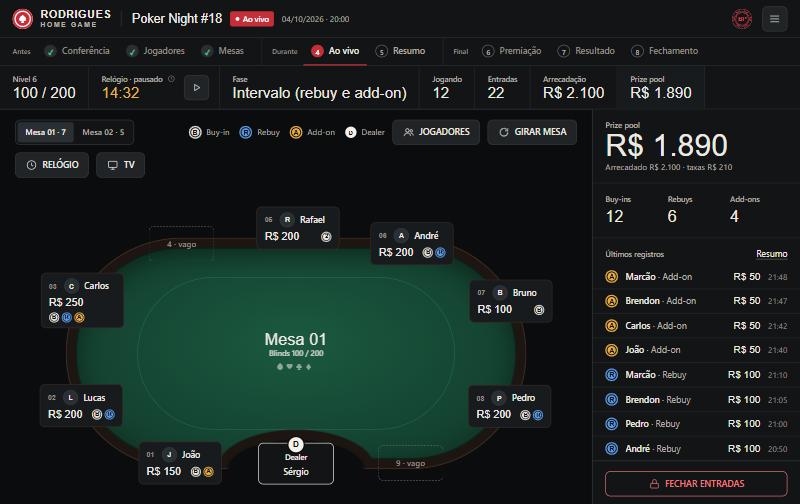 RODRIGUES
HOME GAME
Poker Night #18
Ao vivo
04/10/2026 · 20:00
Antes
Conferência
Jogadores
Mesas
Durante
4 Ao vivo
5 Resumo
Final
6 Premiação
7 Resultado
8 Fechamento
Nível 6
100 / 200
Relógio · pausado
14:32
Fase
Intervalo (rebuy e add-on)
Jogando
12
Entradas
22
Arrecadação
R$ 2.100
Prize pool
R$ 1.890
Mesa 01 · 7
Mesa 02 · 5
B Buy-in
R Rebuy
A Add-on
Dealer
JOGADORES
GIRAR MESA
RELÓGIO
TV
4 · vago
05 R Rafael
R$ 200
06 A André
R$ 200 B R
03 C Carlos
R$ 250
B R A
07 B Bruno
R$ 100 B
Mesa 01
Blinds 100 / 200
02 L Lucas
R$ 200 B R
08 P Pedro
R$ 200 B R
01 J João
R$ 150 B A
D
Dealer
Sérgio
9 · vago
Prize pool
R$ 1.890
Arrecadado R$ 2.100 · taxas R$ 210
Buy-ins
12
Rebuys
6
Add-ons
4
Últimos registros
Resumo
A Marcão · Add-on R$ 50 21:48
A Brendon · Add-on R$ 50 21:47
A Carlos · Add-on R$ 50 21:42
A João · Add-on R$ 50 21:40
R Marcão · Rebuy R$ 100 21:10
R Brendon · Rebuy R$ 100 21:05
R Pedro · Rebuy R$ 100 21:00
R André · Rebuy R$ 100 20:50
FECHAR ENTRADAS